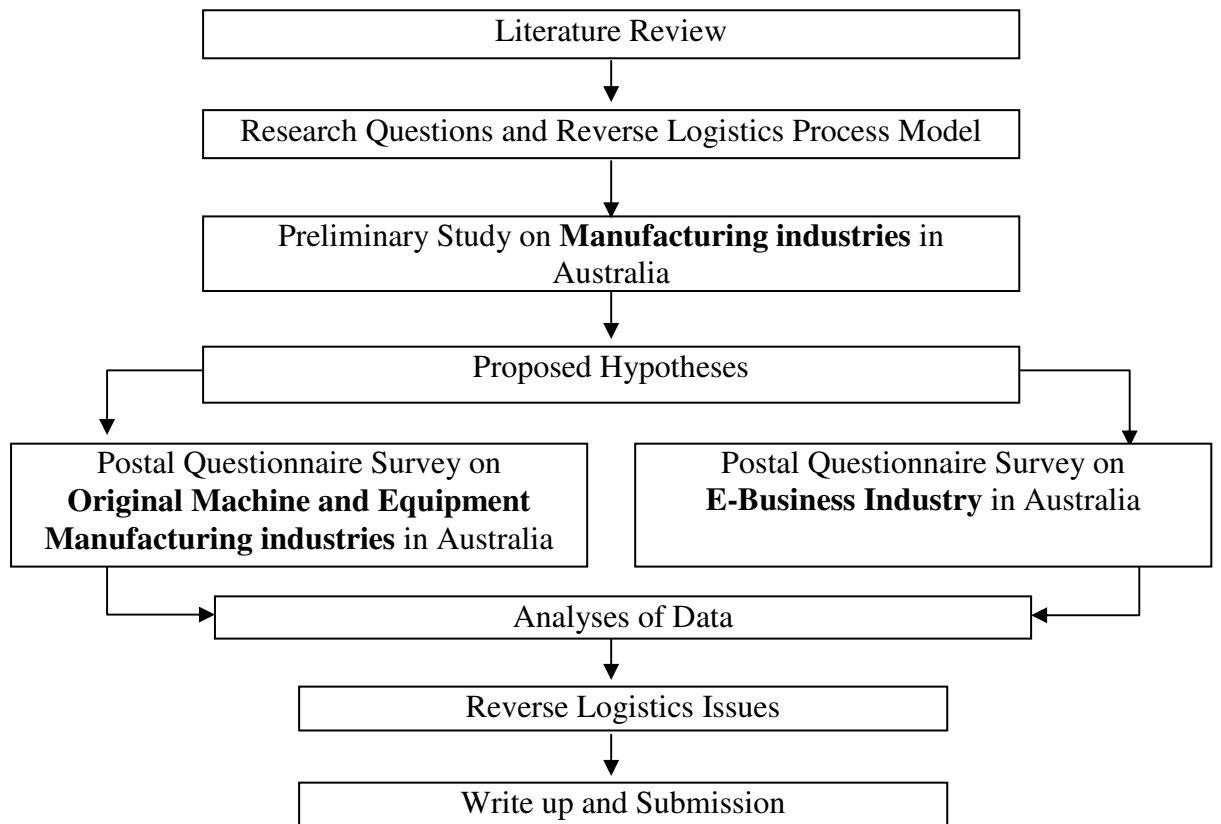 Literature Review
Research Questions and Reverse Logistics Process Model
Preliminary Study on Manufacturing industries in
Australia
Proposed Hypotheses
Postal Questionnaire Survey on
Original Machine and Equipment
Manufacturing industries in Australia
Postal Questionnaire Survey on
E-Business Industry in Australia
Analyses of Data
Reverse Logistics Issues
Write up and Submission